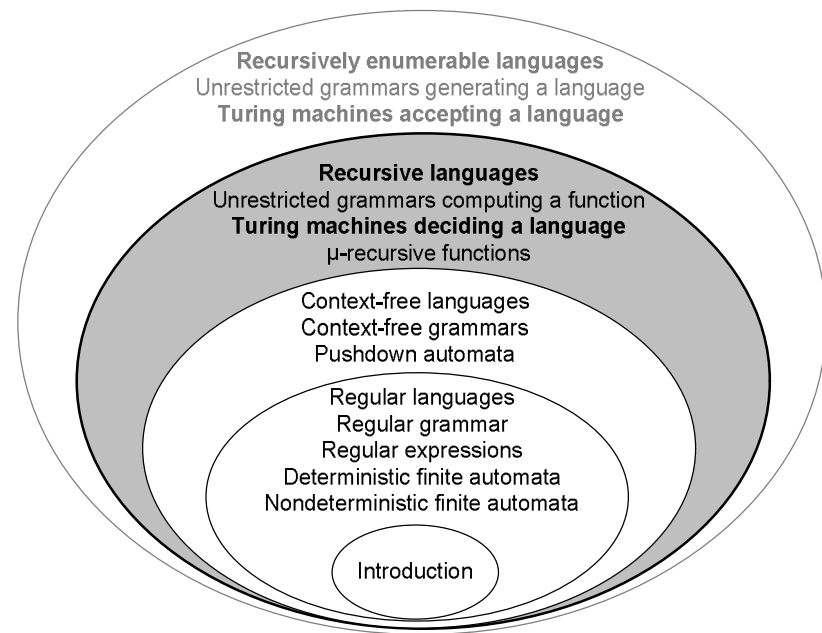 Recursively enumerable languages
Unrestricted grammars generating a language
Turing machines accepting a language
Recursive languages
Unrestricted grammars computing a function
Turing machines deciding a language
μ-recursive functions
Context-free languages
Context-free grammars
Pushdown automata
Regular languages
Regular grammar
Regular expressions
Deterministic finite automata
Nondeterministic finite automata
Introduction